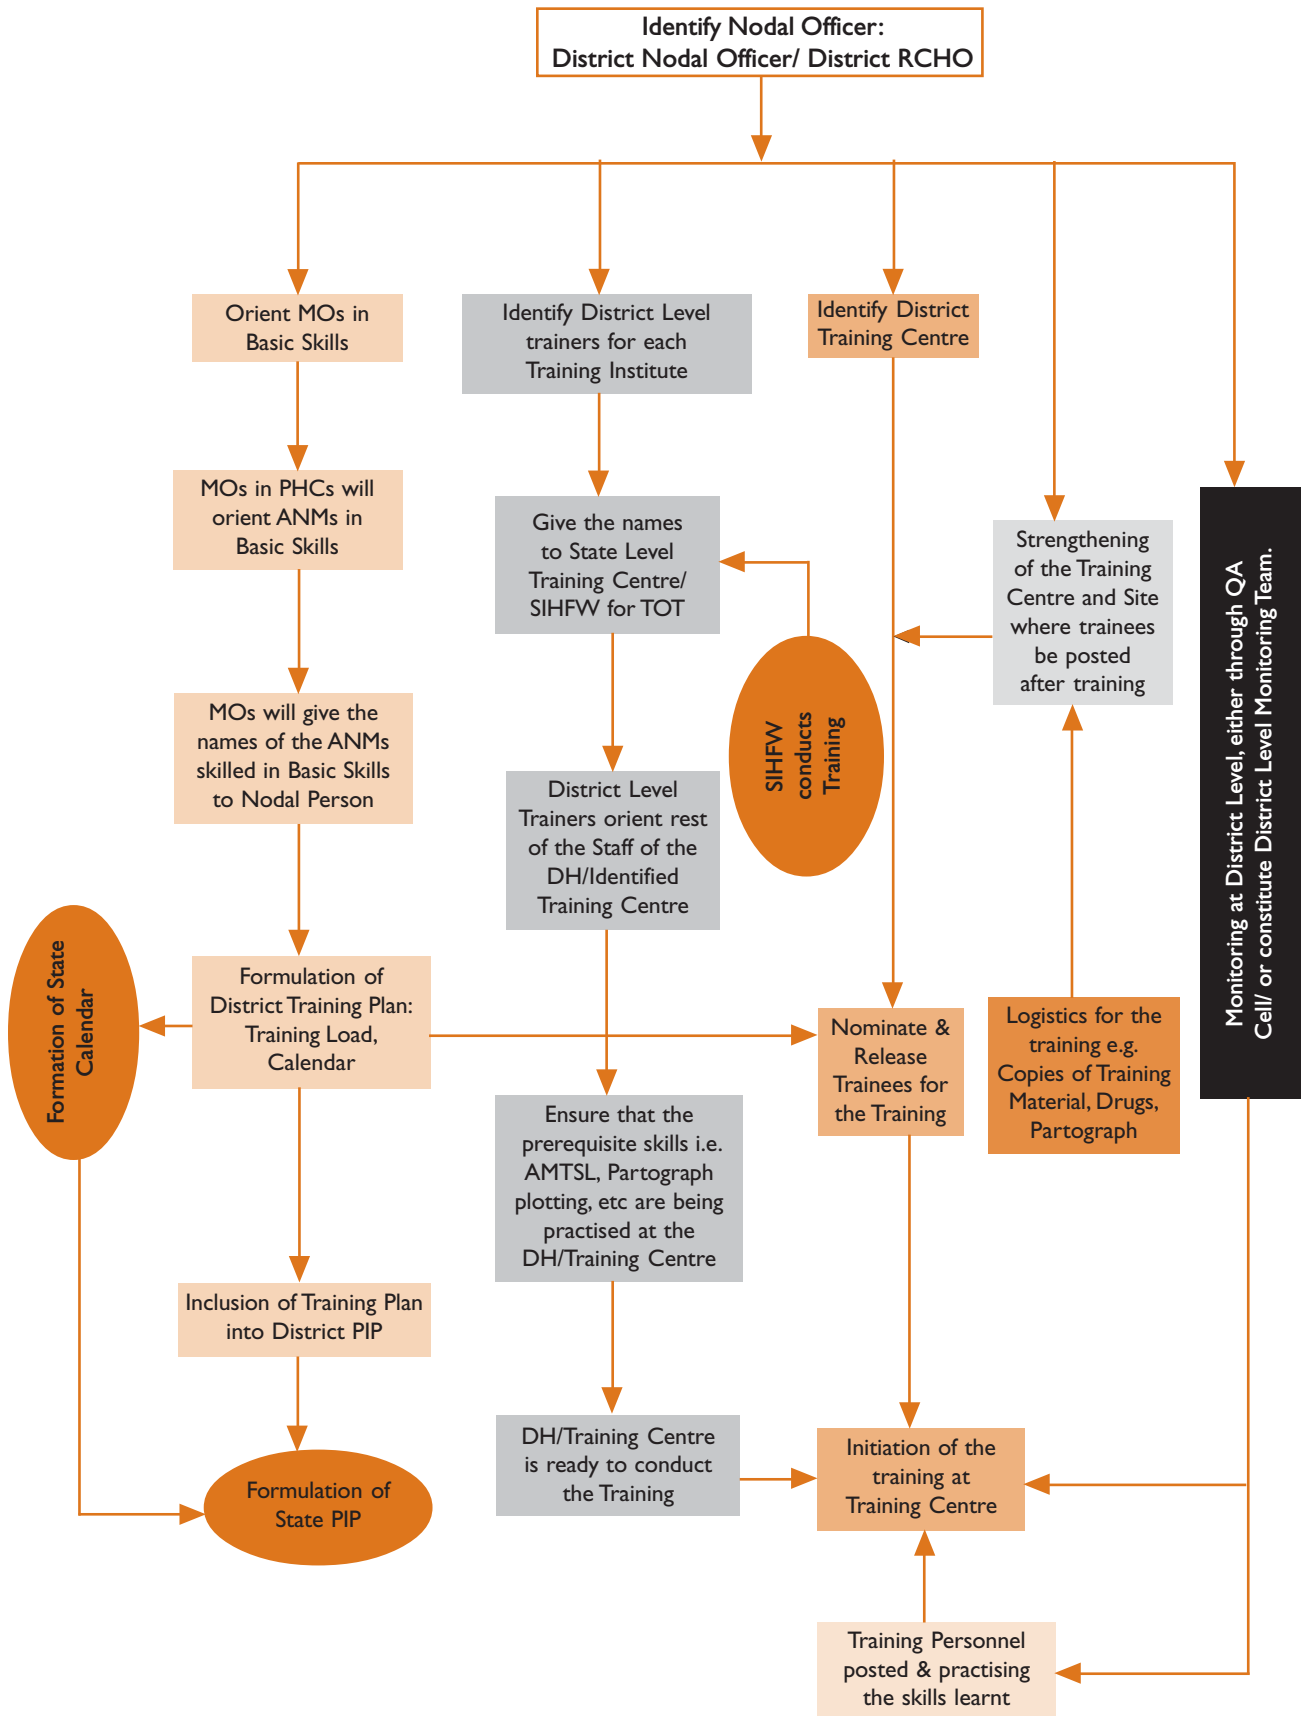 Identify Nodal Officer:
District Nodal Officer/ District RCHO
Orient MOs in
Basic Skills
MOs in PHCs will
orient ANMs in
Basic Skills
MOs will give the
names of the ANMs
skilled in Basic Skills
to Nodal Person
Formulation of
District Training Plan:
Training Load,
Calendar
Formation of State
Calendar
Inclusion of Training Plan
into District PIP
Formulation of
State PIP
Identify District Level
trainers for each
Training Institute
Give the names
to State Level
Training Centre/
SIHFW for TOT
SIHFW
conducts
Training
District Level
Trainers orient rest
of the Staff of the
DH/Identified
Training Centre
Ensure that the
prerequisite skills i.e.
AMTSL, Partograph
plotting, etc are being
practised at the
DH/Training Centre
DH/Training Centre
is ready to conduct
the Training
Identify District
Training Centre
Nominate &
Release
Trainees for
the Training
Initiation of the
training at
Training Centre
Training Personnel
posted & practising
the skills learnt
Strengthening
of the Training
Centre and Site
where trainees
be posted
after training
Logistics for the
training e.g.
Copies of Training
Material, Drugs,
Partograph
Monitoring at District Level, either through QA
Cell/ or constitute District Level Monitoring Team.